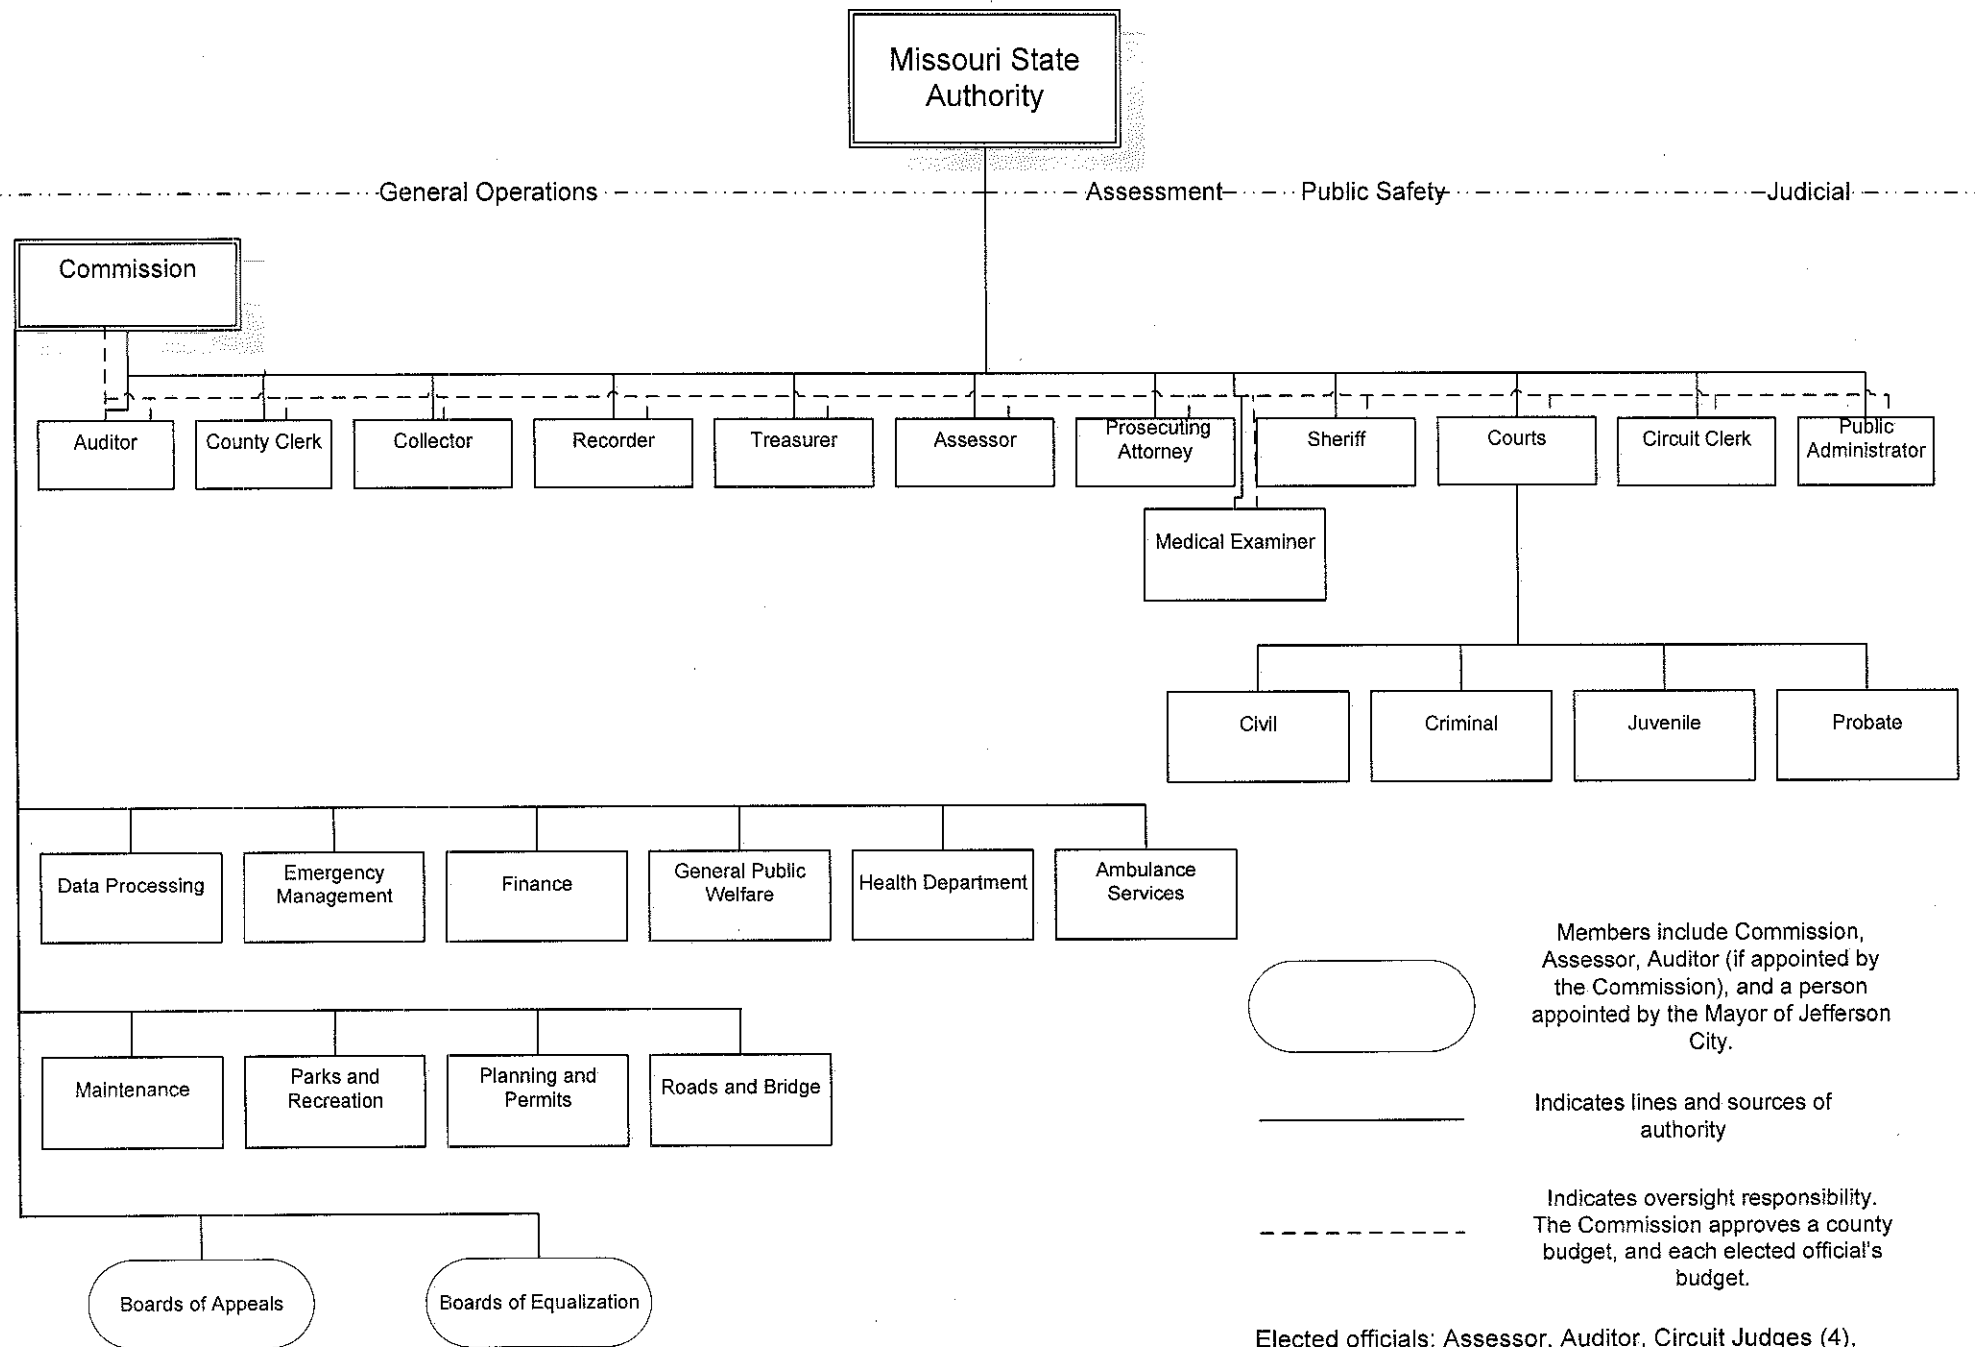 Missouri State
Authority
General Operations
Assessment
Public Safety
Judicial
Commission
Auditor
County Clerk
Collector
Recorder
Treasurer
Assessor
Prosecuting
Attorney
Sheriff
Courts
Circuit Clerk
Public
Administrator
Medical Examiner
Civil
Criminal
Juvenile
Probate
Data Processing
Emergency
Management
Finance
General Public
Welfare
Health Department
Ambulance
Services
Members include Commission,
Assessor, Auditor (if appointed by
the Commission), and a person
appointed by the Mayor of Jefferson
City.
Maintenance
Parks and
Recreation
Planning and
Permits
Roads and Bridge
Indicates lines and sources of
authority
Indicates oversight responsibility.
The Commission approves a county
budget, and each elected official's
budget.
Boards of Appeals
Boards of Equalization
Elected officials: Assessor, Auditor, Circuit Judges (4),